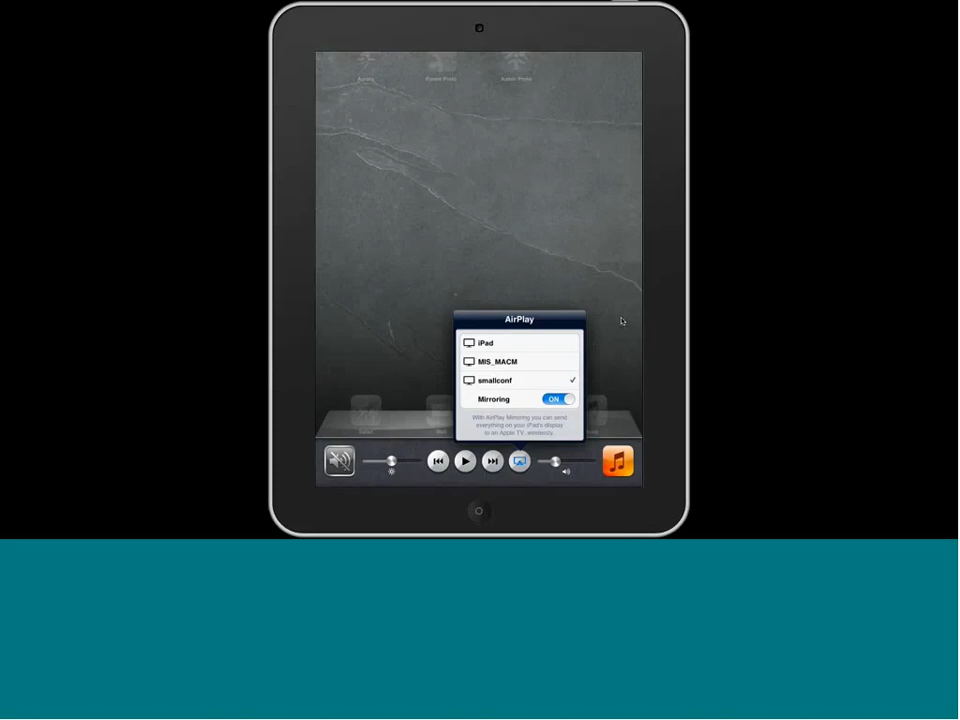 AirPlay
iPad
MIS_MACM
smallconf
Mirroring ON
With AirPlay Mirroring you can send
everything on your iPad's display
to an Apple TV, wirelessly.